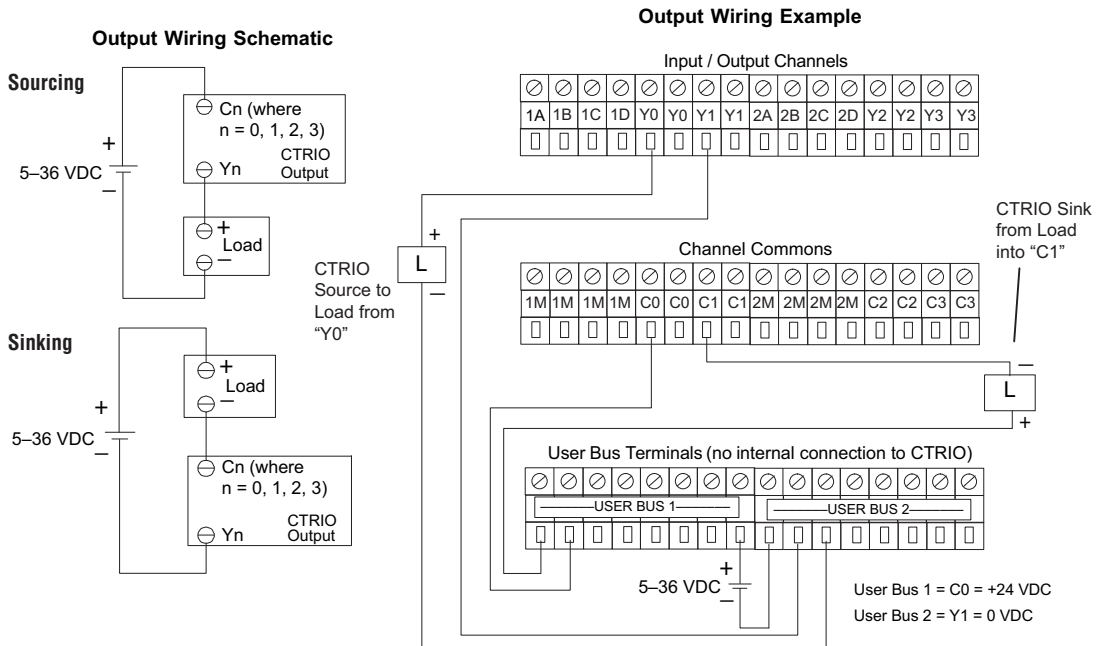 Output Wiring Schematic
Sourcing
+
5–36 VDC
–
Cn (where
n = 0, 1, 2, 3)
CTRIO
Output
Yn
+
Load
–
Sinking
+
5–36 VDC
–
+
Load
–
Cn (where
n = 0, 1, 2, 3)
CTRIO
Output
Yn
Output Wiring Example
Input / Output Channels
1A 1B 1C 1D Y0 Y0 Y1 Y1 2A 2B 2C 2D Y2 Y2 Y3 Y3
+
L
–
CTRIO
Source to
Load from
“Y0”
CTRIO Sink
from Load
into “C1”
Channel Commons
1M 1M 1M 1M C0 C0 C1 C1 2M 2M 2M 2M C2 C2 C3 C3
–
L
+
User Bus Terminals (no internal connection to CTRIO)
USER BUS 1 USER BUS 2
+
5–36 VDC
–
User Bus 1 = C0 = +24 VDC
User Bus 2 = Y1 = 0 VDC